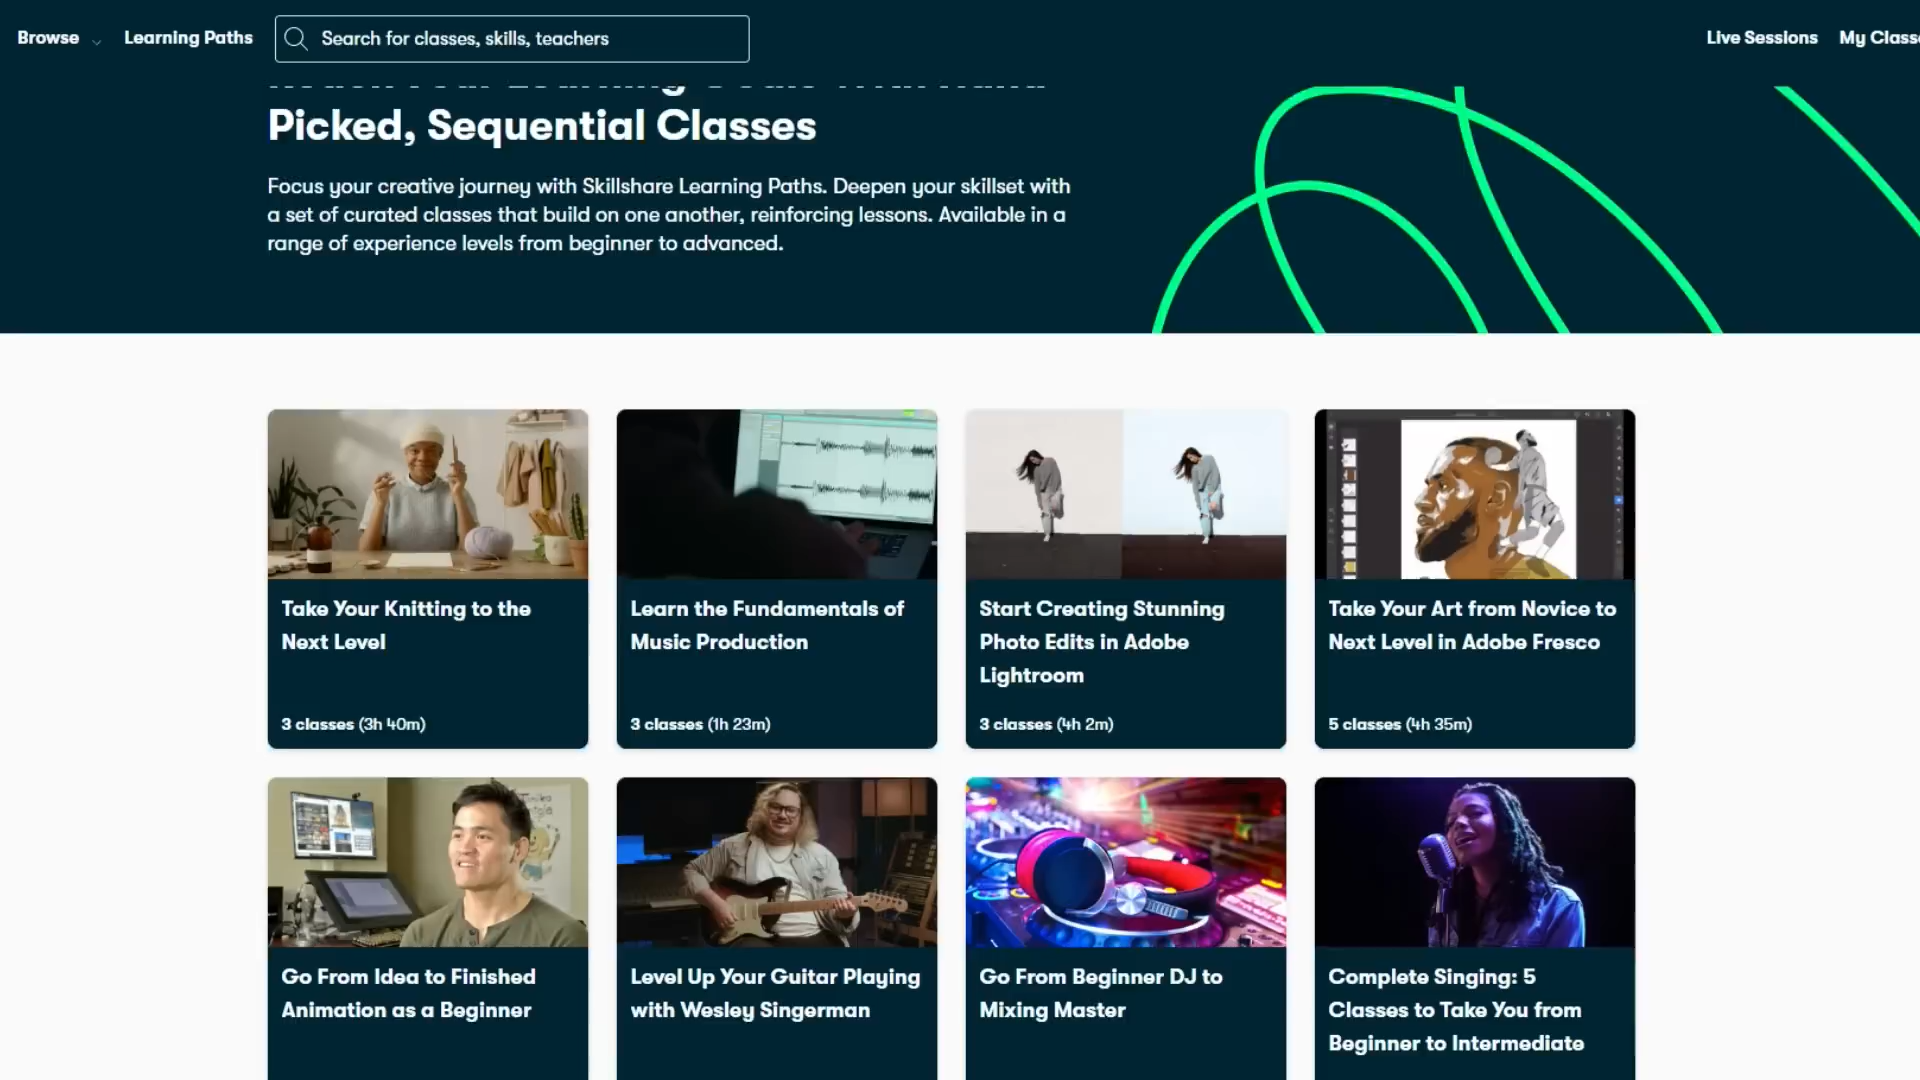 Browse
Learning Paths
Search for classes, skills, teachers
Live Sessions
My Class
Picked, Sequential Classes
Focus your creative journey with Skillshare Learning Paths. Deepen your skillset with
a set of curated classes that build on one another, reinforcing lessons. Available in a
range of experience levels from beginner to advanced.
Take Your Knitting to the
Next Level
3 classes (3h 40m)
Learn the Fundamentals of
Music Production
3 classes (1h 23m)
Start Creating Stunning
Photo Edits in Adobe
Lightroom
3 classes (4h 2m)
Take Your Art from Novice to
Next Level in Adobe Fresco
5 classes (4h 35m)
Go From Idea to Finished
Animation as a Beginner
Level Up Your Guitar Playing
with Wesley Singerman
Go From Beginner DJ to
Mixing Master
Complete Singing: 5
Classes to Take You from
Beginner to Intermediate